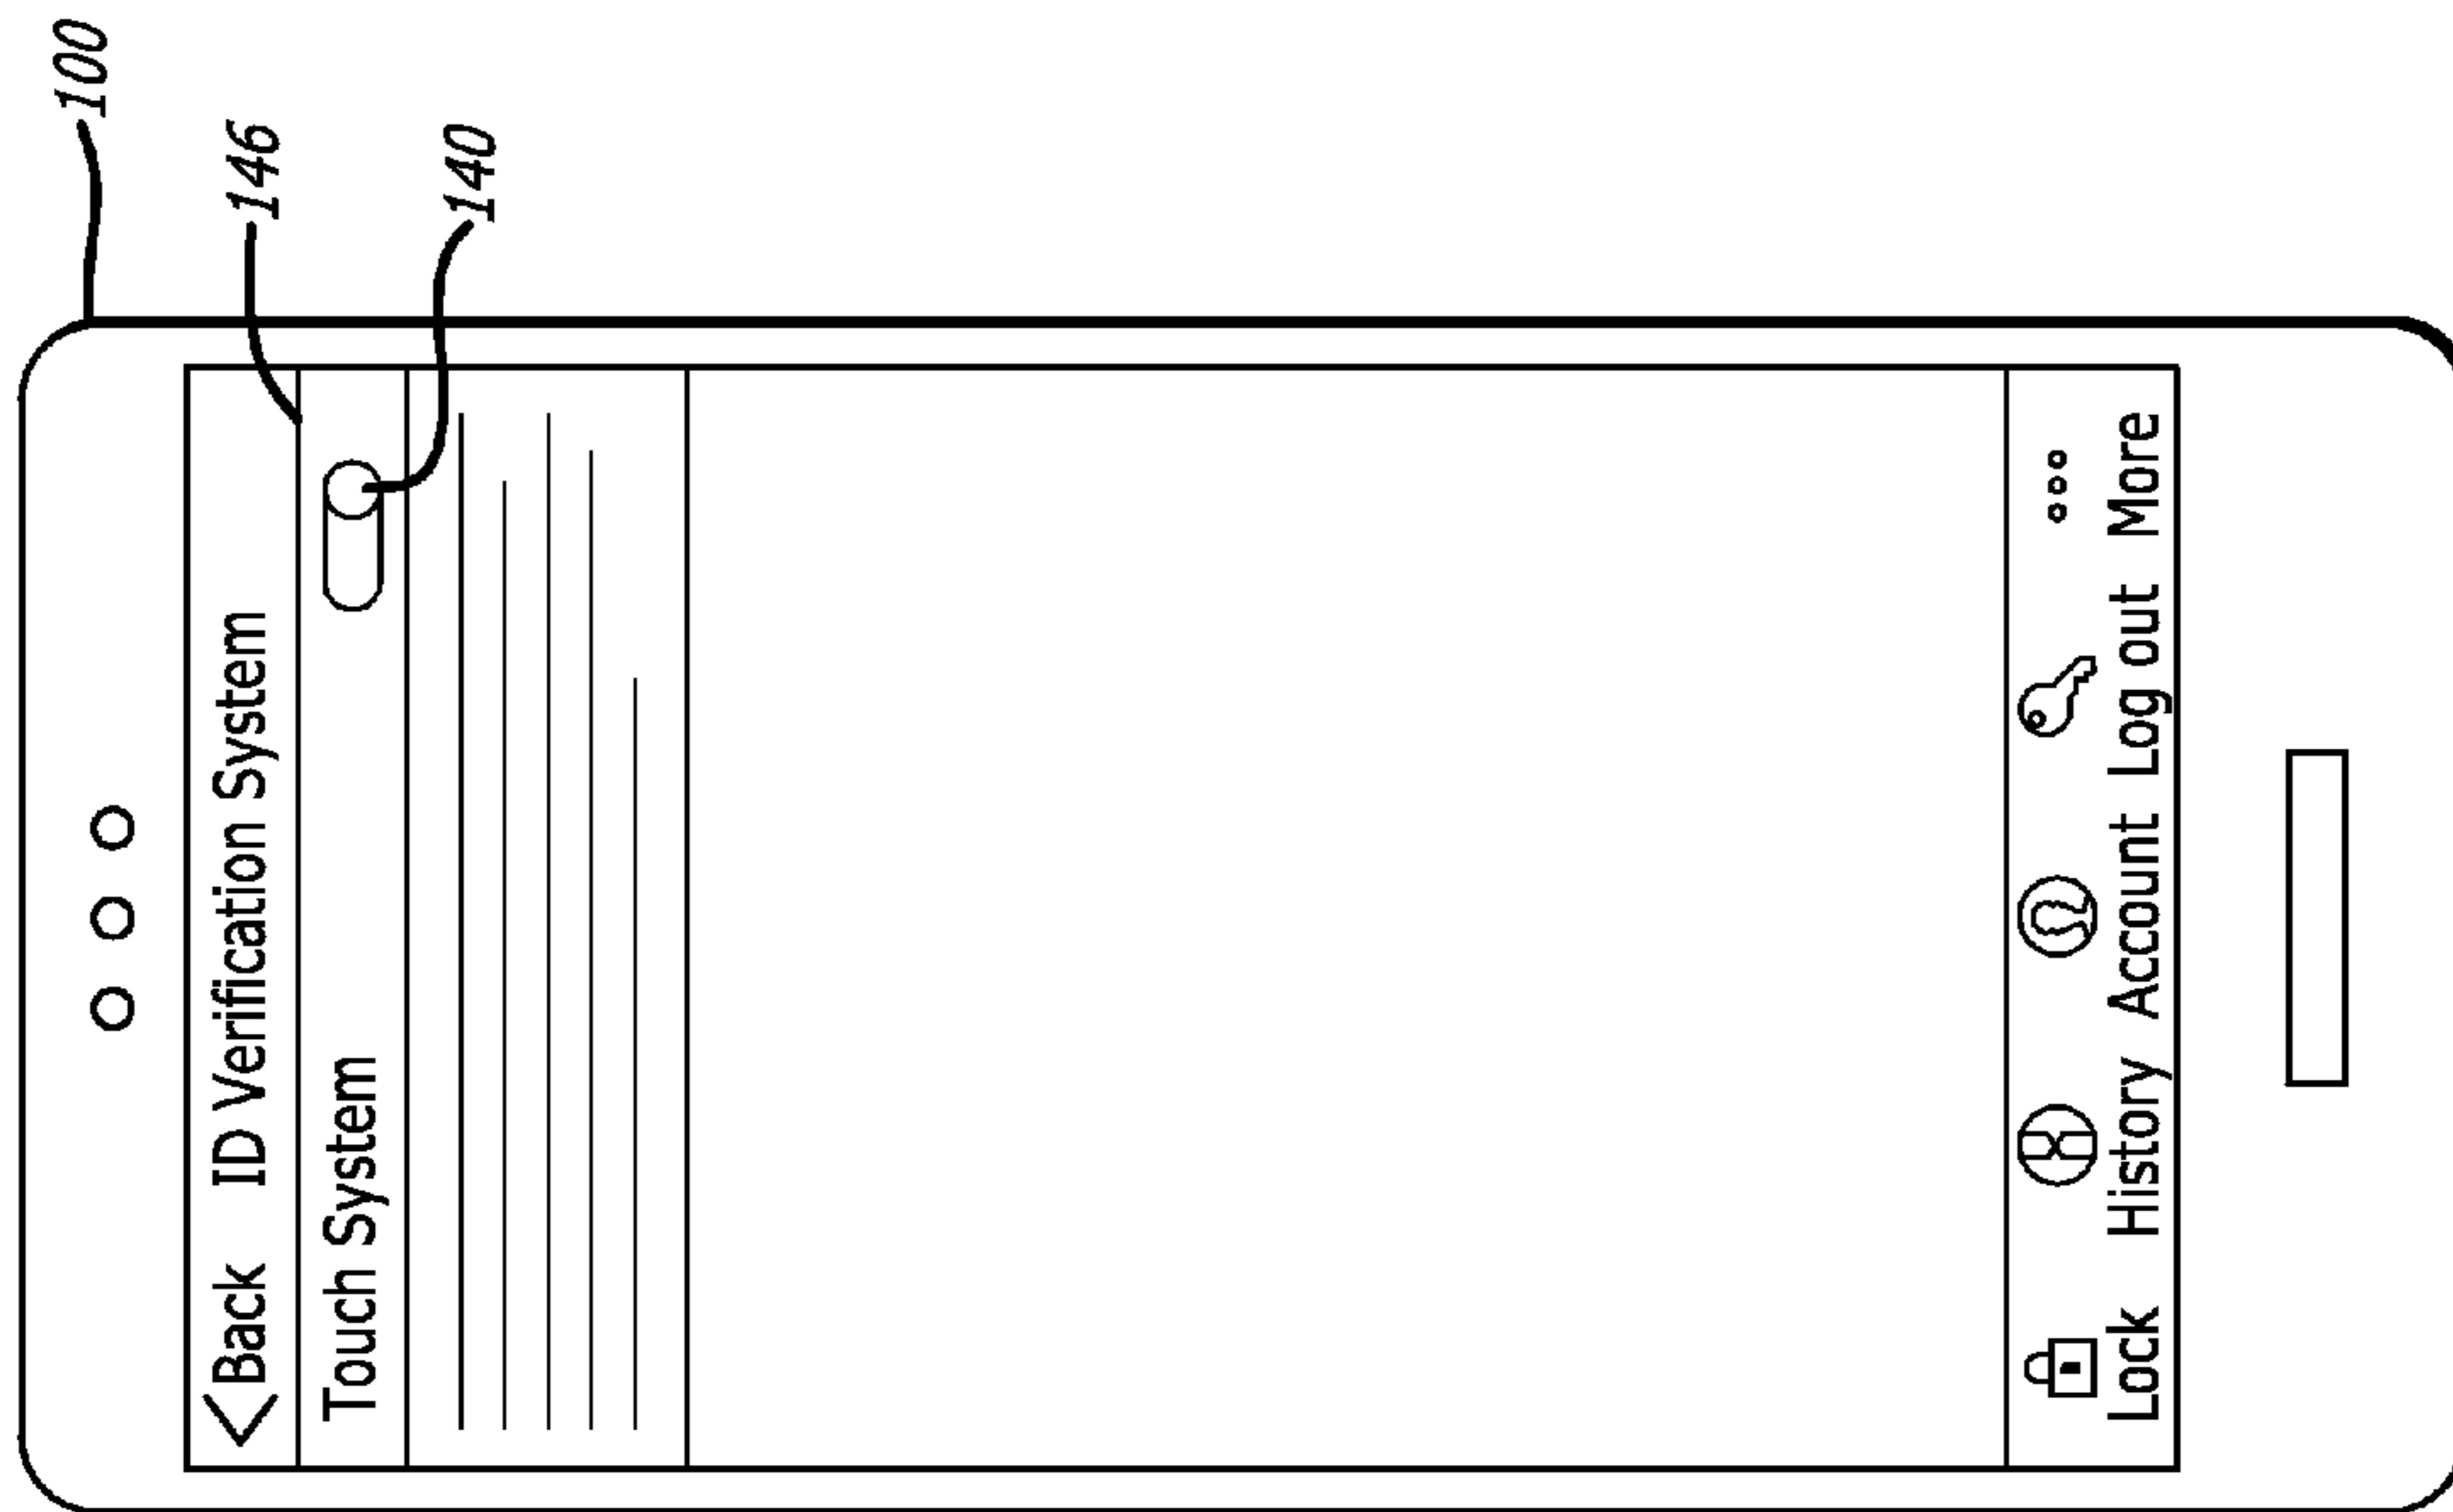 100
146
140
Back ID Verification System
Touch System
Lock History Account Log out More